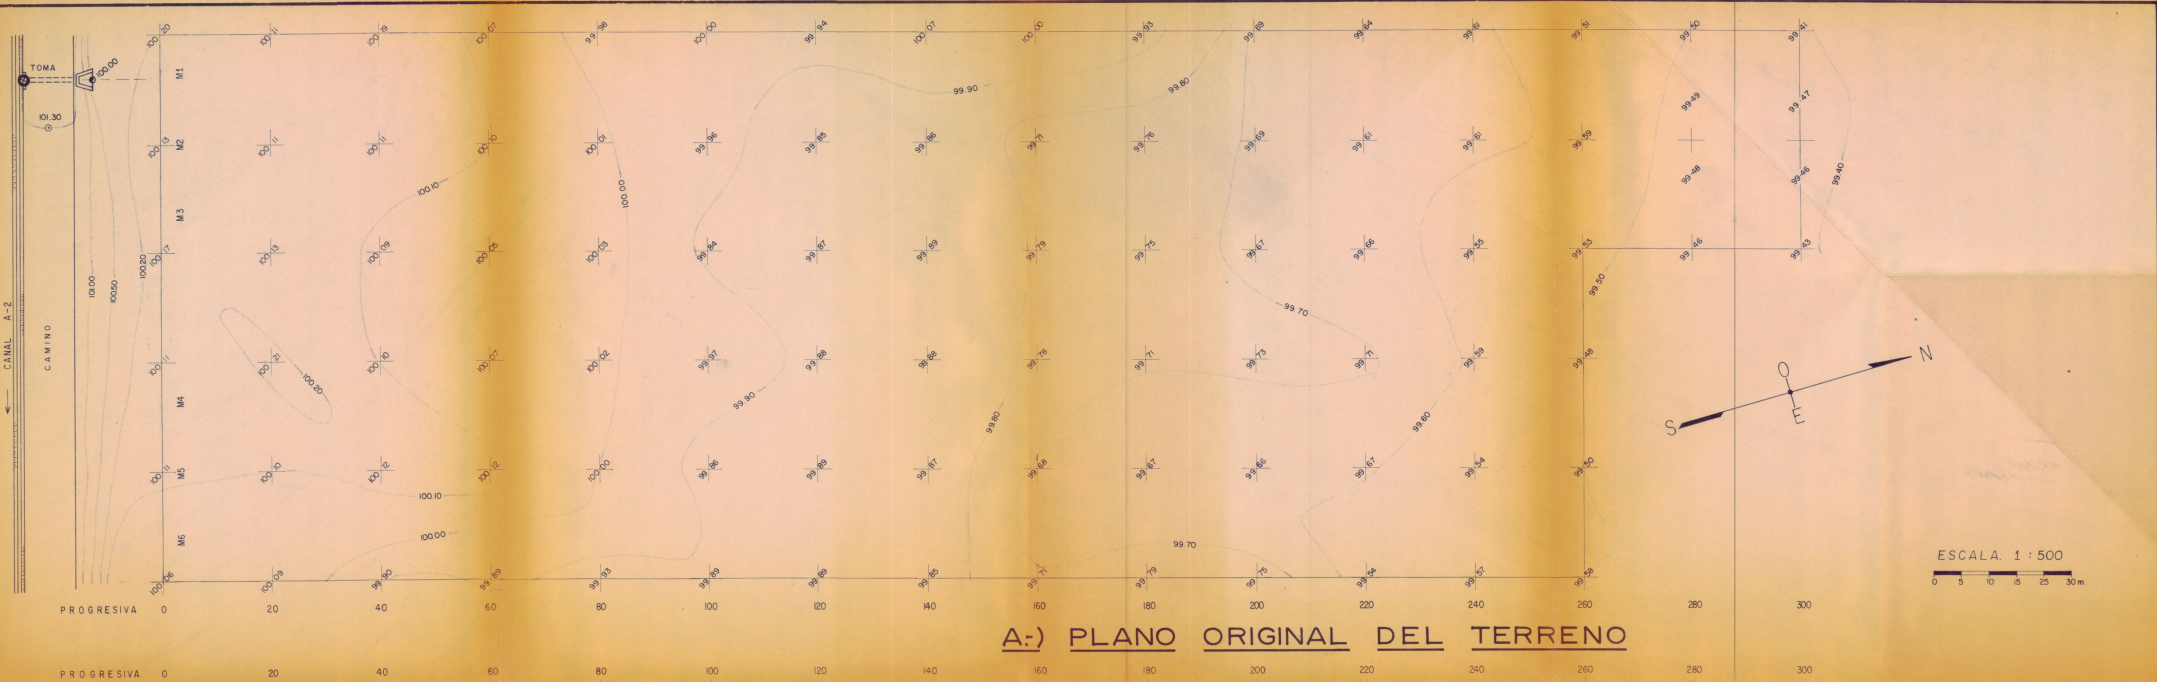 100.20 100.11 100.19 100.07 99.98 100.00 99.94 100.07 100.00 99.93 99.69 99.64 99.61 99.51 99.50 99.41
TOMA
100.00
M1
99.90
99.80
101.30
99.49 99.47
100.13 M2 100.11 100.11 100.10 100.01 99.96 99.85 99.86 99.71 99.76 99.69 99.61 99.61 99.59
99.48 99.46 99.40
100.10
100.00
M3
100.17 100.13 100.09 100.05 100.03 99.84 99.87 99.89 99.79 99.75 99.67 99.66 99.55 99.53 99.46 99.43
101.00 100.50 100.20
99.50
99.70
CANAL A-2
CAMINO
100.11 100.21 100.10 100.07 100.02 99.97 99.88 99.88 99.78 99.71 99.73 99.71 99.59 99.48
N
O
E
S
100.20
M4
99.90
99.80
99.60
100.11 M5 100.10 100.12 100.12 100.00 99.86 99.89 99.87 99.68 99.67 99.66 99.67 99.54 99.50
100.10
M6
100.00
99.70
ESCALA 1 : 500
0 5 10 15 25 30 m
100.06 100.09 99.90 99.89 99.93 99.89 99.89 99.85 99.71 99.79 99.75 99.54 99.57 99.58
PROGRESIVA 0 20 40 60 80 100 120 140 160 180 200 220 240 260 280 300
A:-) PLANO ORIGINAL DEL TERRENO
PROGRESIVA 0 20 40 60 80 100 120 140 160 180 200 220 240 260 280 300